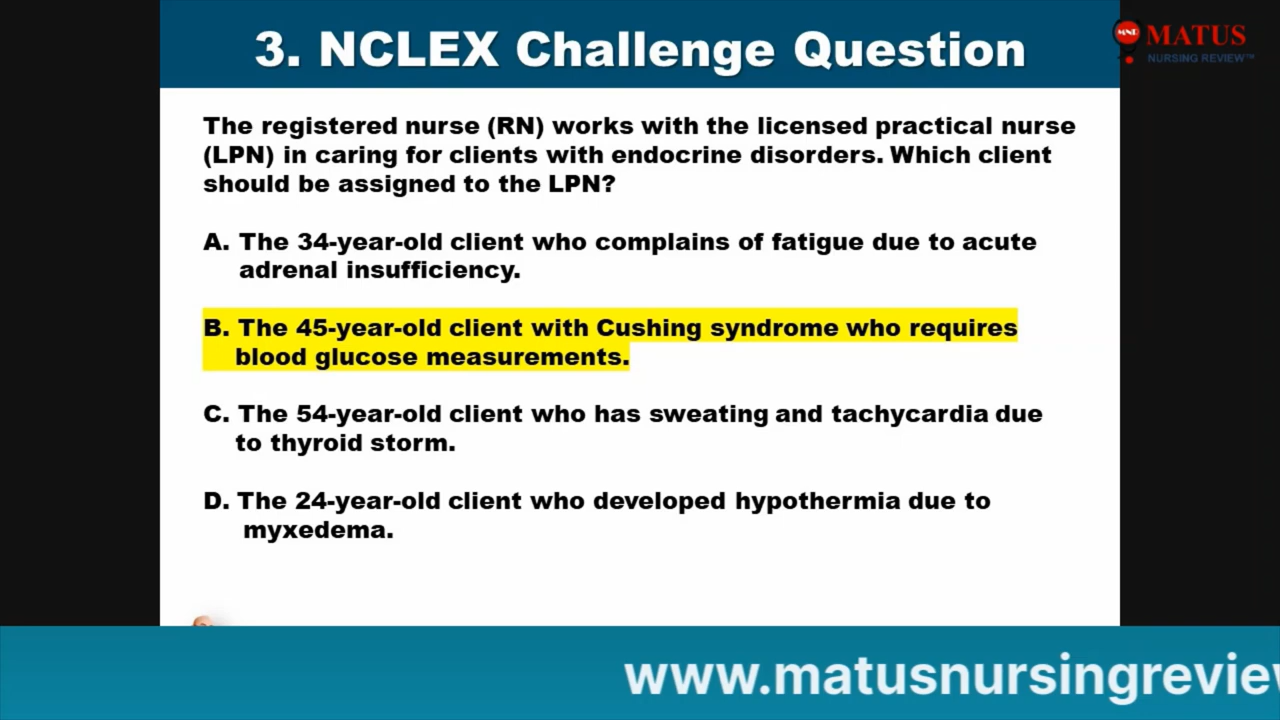 3. NCLEX Challenge Question
MNR
MATUS
NURSING REVIEW™
The registered nurse (RN) works with the licensed practical nurse
(LPN) in caring for clients with endocrine disorders. Which client
should be assigned to the LPN?
A. The 34-year-old client who complains of fatigue due to acute
adrenal insufficiency.
B. The 45-year-old client with Cushing syndrome who requires
blood glucose measurements.
C. The 54-year-old client who has sweating and tachycardia due
to thyroid storm.
D. The 24-year-old client who developed hypothermia due to
myxedema.
www.matusnursingreview